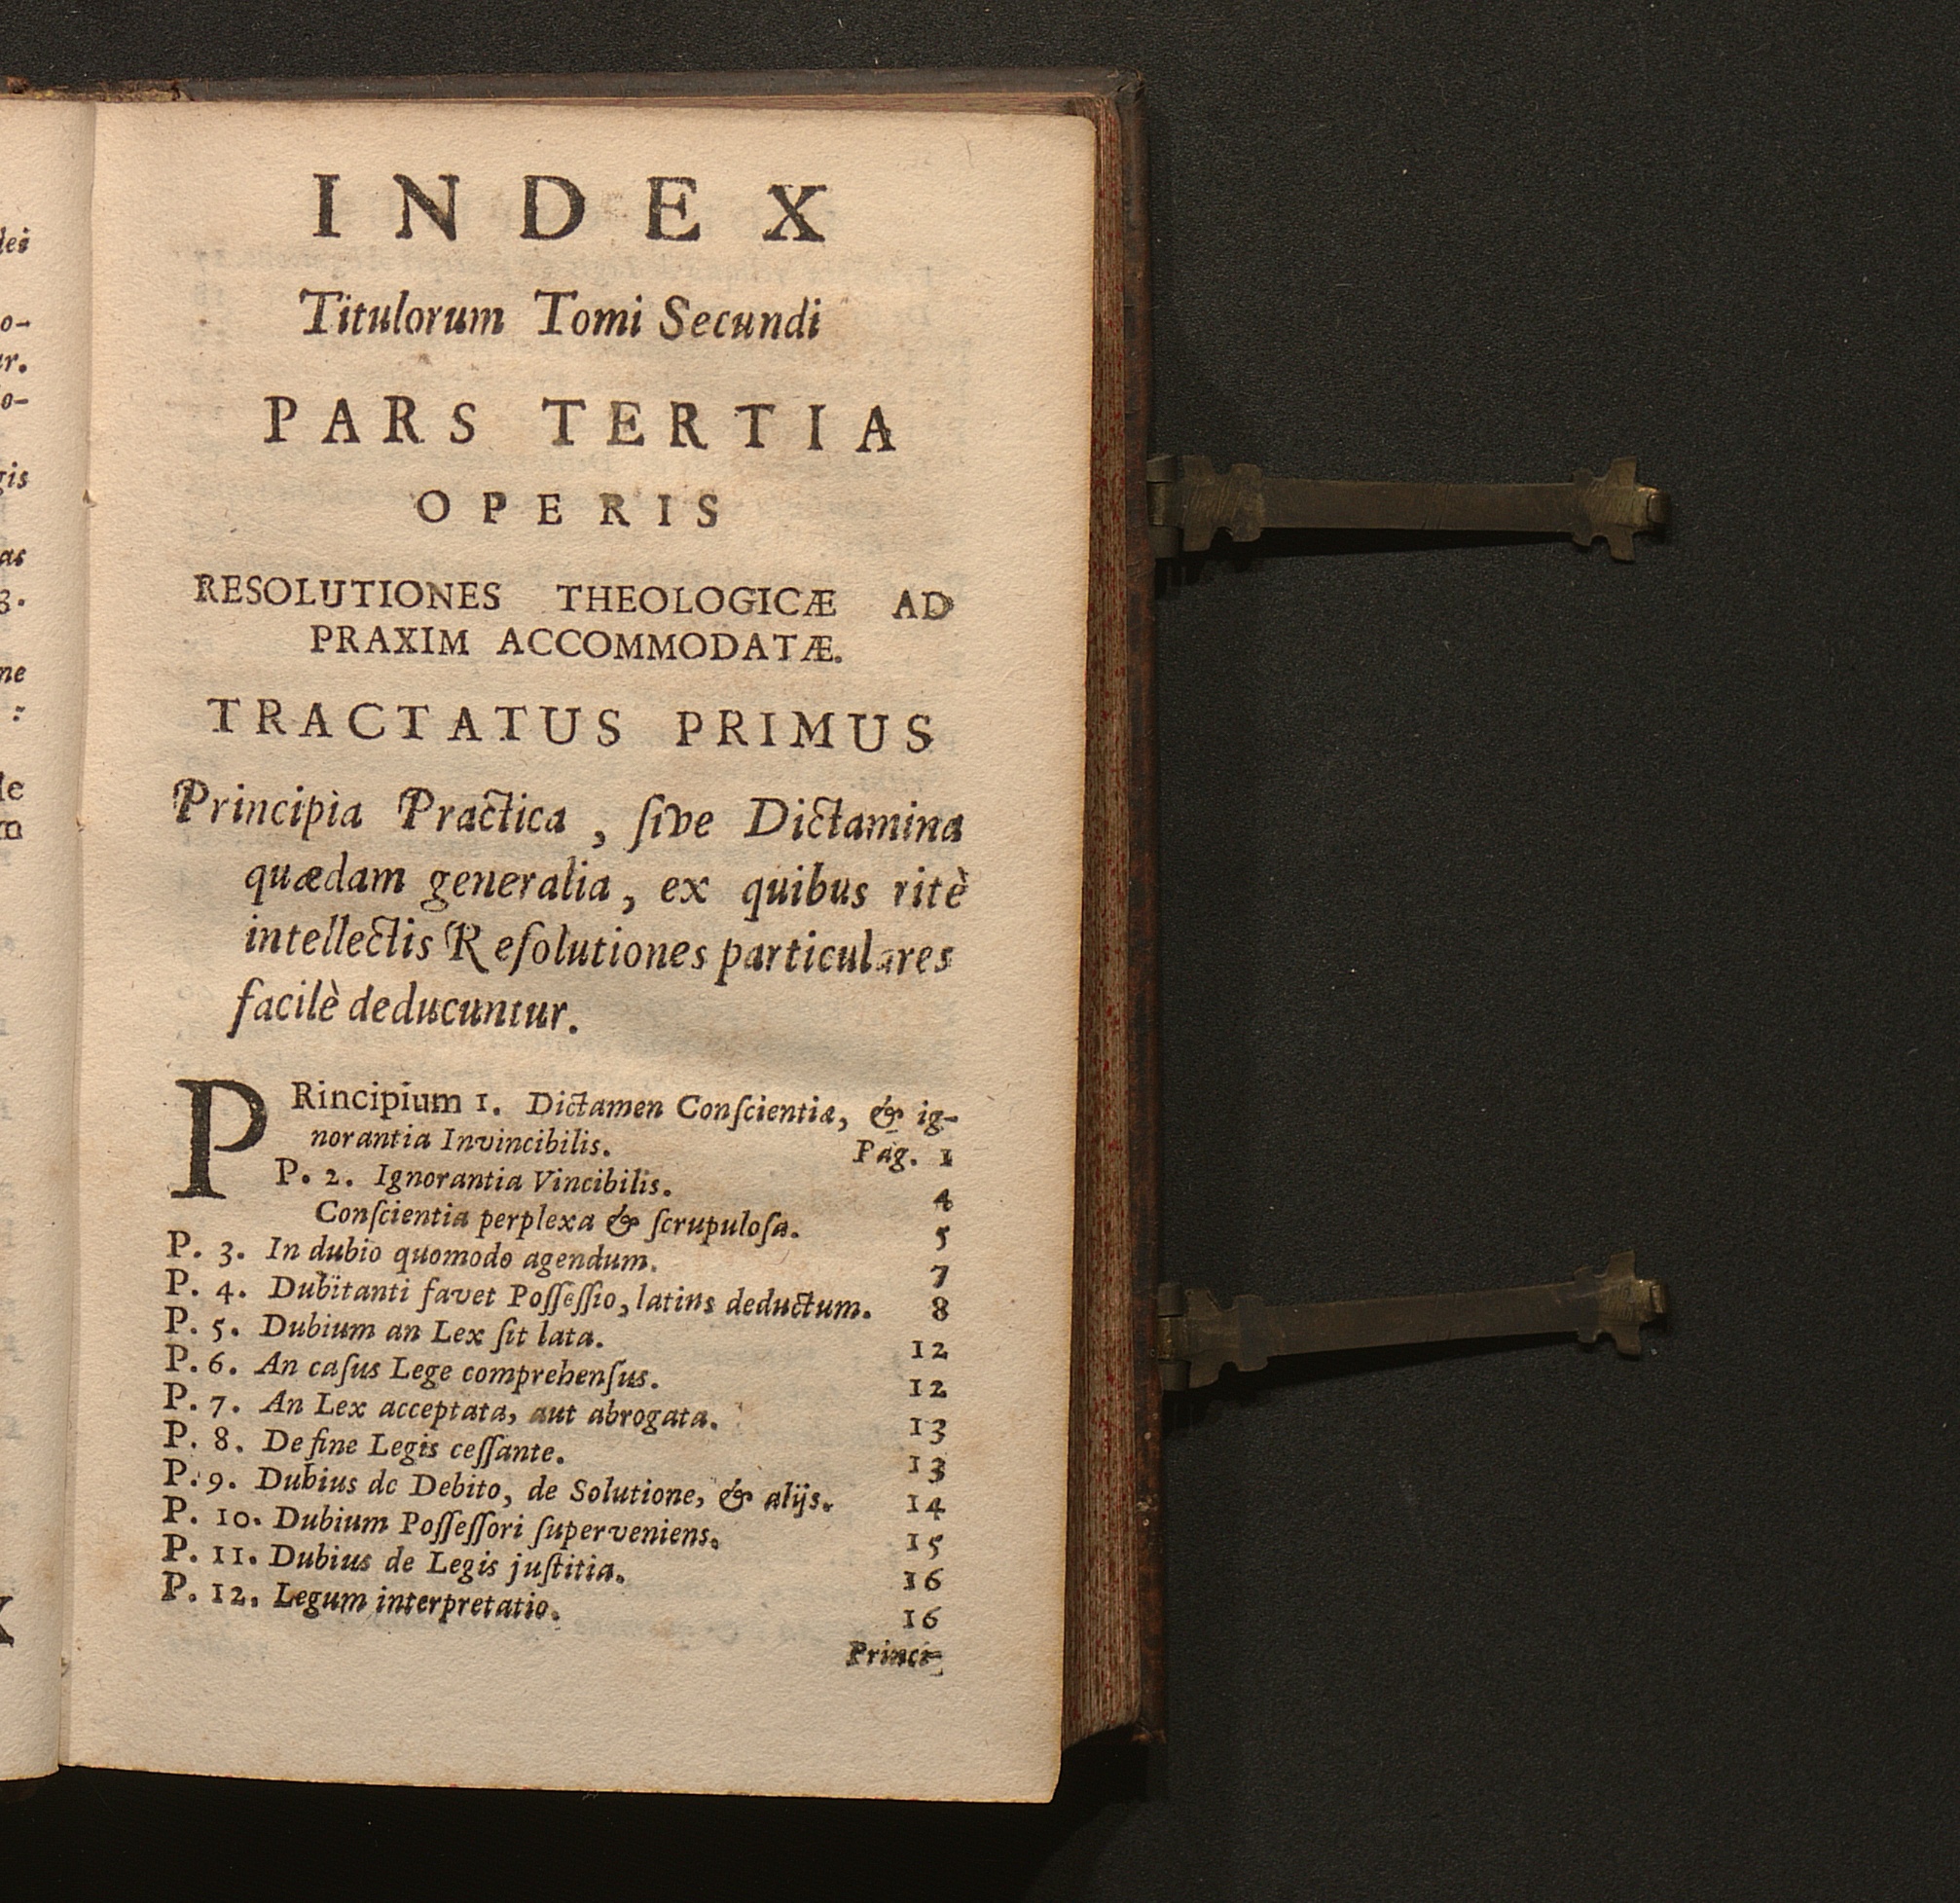 INDEX
Titulorum Tomi Secundi
PARS TERTIA
OPERIS
RESOLUTIONES THEOLOGICÆ AD
PRAXIM ACCOMMODATÆ.
TRACTATUS PRIMUS
Principia Practica, ſive Dictamina
quædam generalia, ex quibus ritè
intellectis Reſolutiones particulares
facilè deducuntur.
PRincipium 1. Dictamen Conſcientiæ, & ig-
norantia Invincibilis. Pag. 1
P. 2. Ignorantia Vincibilis. 4
Conſcientia perplexa & ſcrupuloſa. 5
P. 3. In dubio quomodo agendum. 7
P. 4. Dubitanti favet Poſſeſſio, latius deductum. 8
P. 5. Dubium an Lex ſit lata. 12
P. 6. An caſus Lege comprehenſus. 12
P. 7. An Lex acceptata, aut abrogata. 13
P. 8. De fine Legis ceſſante. 13
P. 9. Dubius de Debito, de Solutione, & alijs. 14
P. 10. Dubium Poſſeſſori ſuperveniens. 15
P. 11. Dubius de Legis juſtitia. 16
P. 12. Legum interpretatio. 16
Princi-